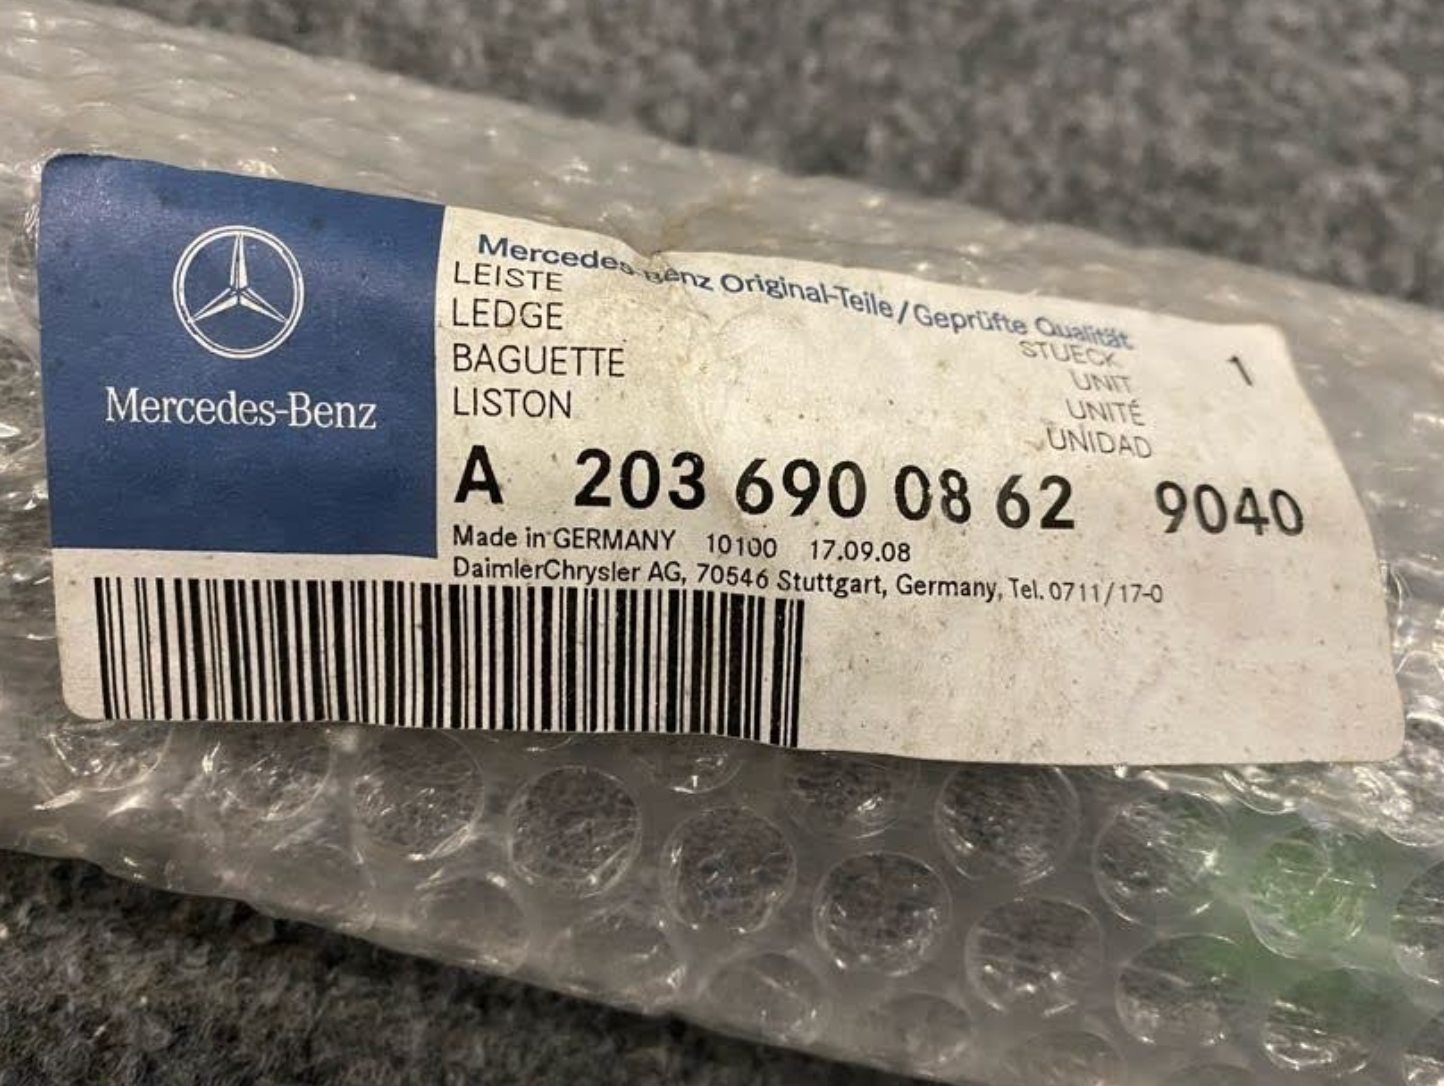 Mercedes-Benz
Mercedes-Benz Original-Teile/Geprüfte Qualität
LEISTE
LEDGE
BAGUETTE
LISTON
STUECK 1
UNIT
UNITÉ
UNIDAD
A 203 690 08 62 9040
Made in GERMANY 10100 17.09.08
DaimlerChrysler AG, 70546 Stuttgart, Germany, Tel. 0711/17-0